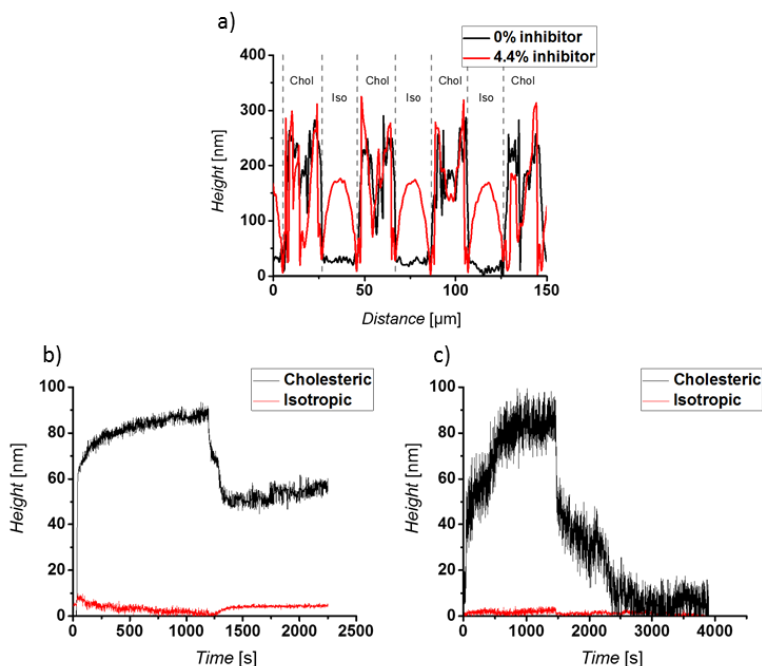 a)
0% inhibitor
4.4% inhibitor
400
300
200
100
0
Height [nm]
Chol
Iso
Chol
Iso
Chol
Iso
Chol
0
50
100
150
Distance [µm]
b)
Cholesteric
Isotropic
100
80
60
40
20
0
Height [nm]
0
500
1000
1500
2000
2500
Time [s]
c)
Cholesteric
Isotropic
100
80
60
40
20
0
Height [nm]
0
1000
2000
3000
4000
Time [s]